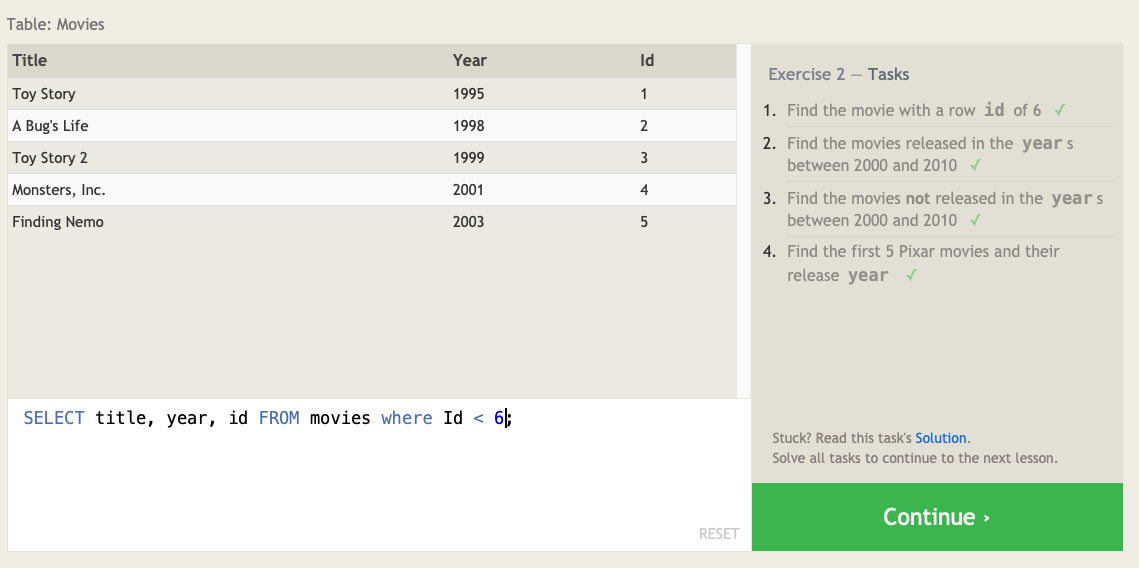 Table: Movies
Title Year Id
Toy Story 1995 1
A Bug's Life 1998 2
Toy Story 2 1999 3
Monsters, Inc. 2001 4
Finding Nemo 2003 5
SELECT title, year, id FROM movies where Id < 6;
RESET
Exercise 2 — Tasks
1. Find the movie with a row id of 6 ✓
2. Find the movies released in the year s
between 2000 and 2010 ✓
3. Find the movies not released in the year s
between 2000 and 2010 ✓
4. Find the first 5 Pixar movies and their
release year ✓
Stuck? Read this task's Solution.
Solve all tasks to continue to the next lesson.
Continue ›